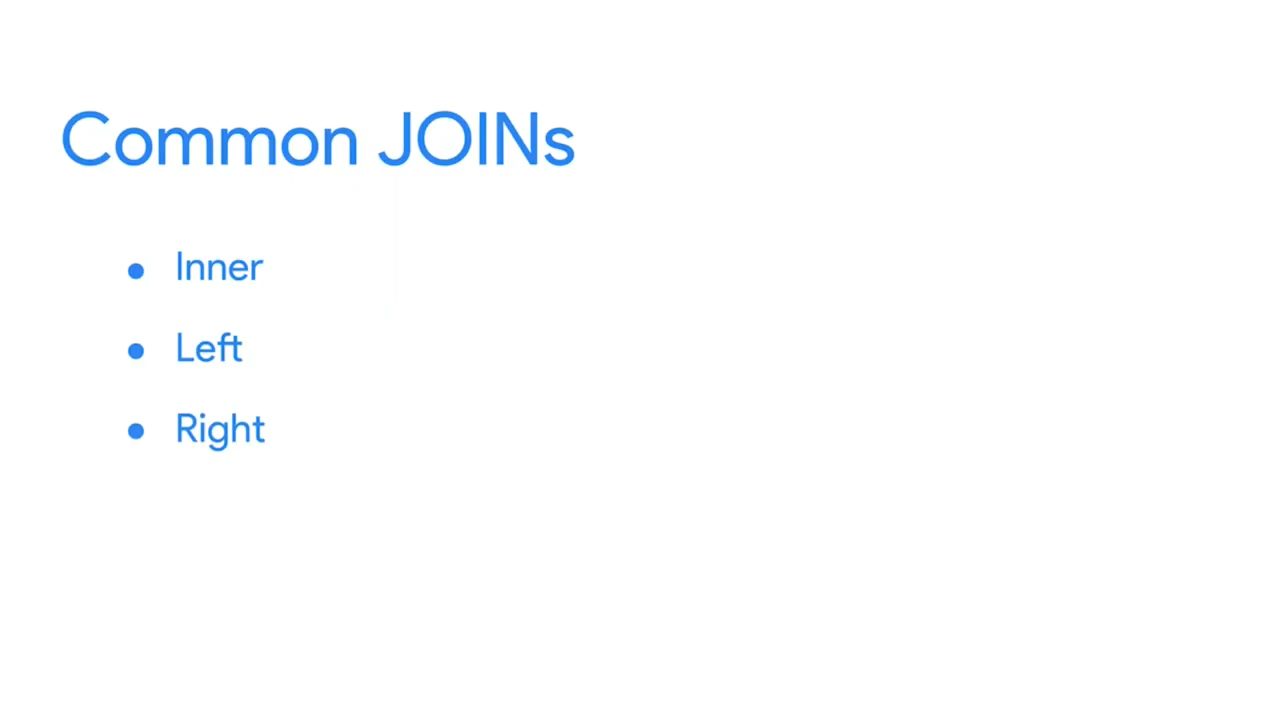 Common JOINs
● Inner
● Left
● Right